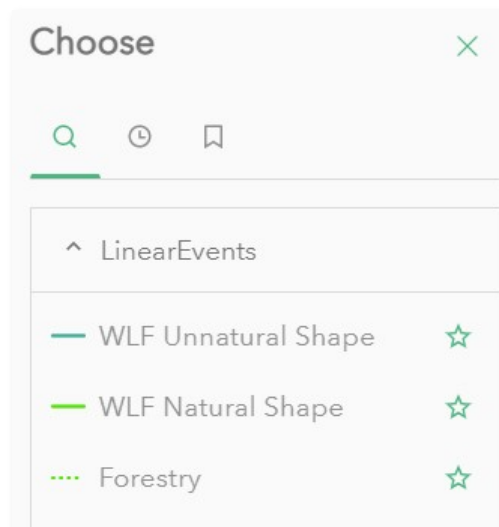 Choose
LinearEvents
WLF Unnatural Shape
WLF Natural Shape
Forestry